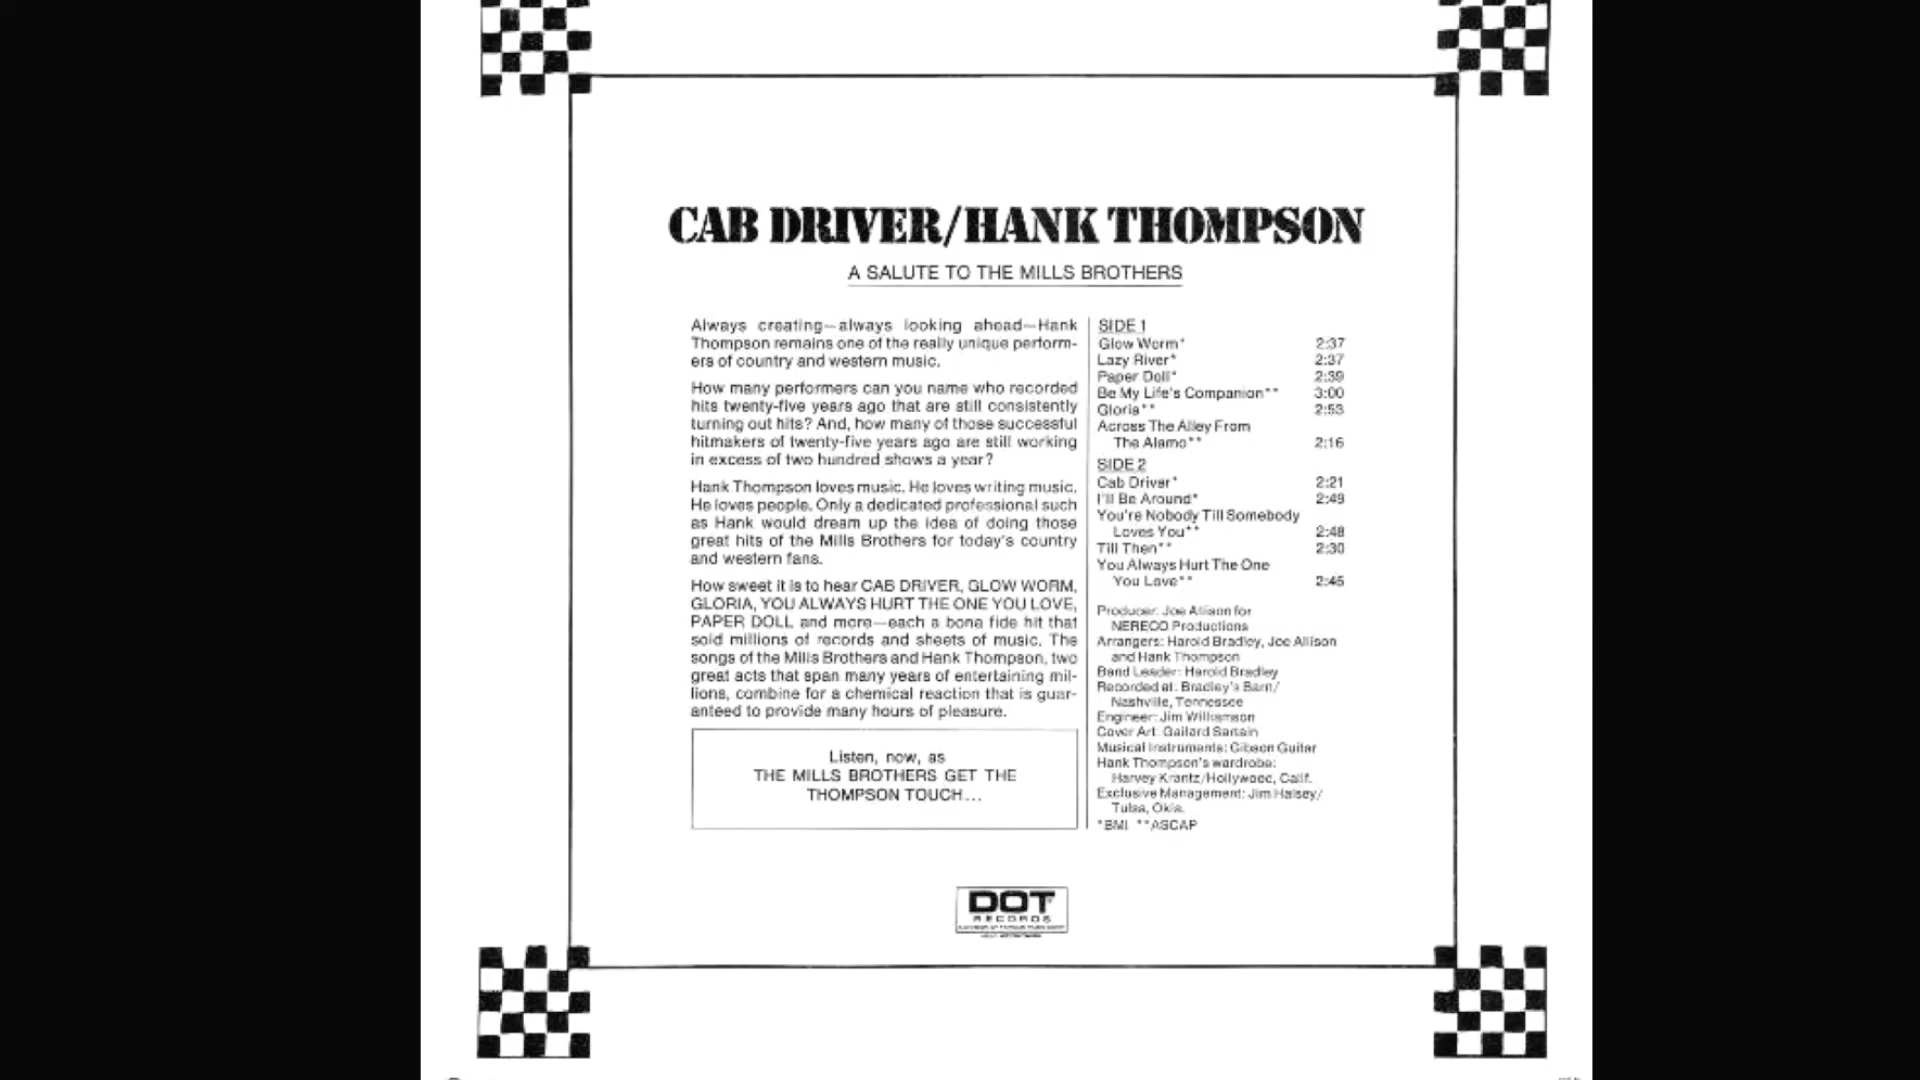 CAB DRIVER/HANK THOMPSON
A SALUTE TO THE MILLS BROTHERS
Always creating—always looking ahead—Hank
Thompson remains one of the really unique perform-
ers of country and western music.
How many performers can you name who recorded
hits twenty-five years ago that are still consistently
turning out hits? And, how many of those successful
hitmakers of twenty-five years ago are still working
in excess of two hundred shows a year?
Hank Thompson loves music. He loves writing music.
He loves people. Only a dedicated professional such
as Hank would dream up the idea of doing those
great hits of the Mills Brothers for today's country
and western fans.
How sweet it is to hear CAB DRIVER, GLOW WORM,
GLORIA, YOU ALWAYS HURT THE ONE YOU LOVE,
PAPER DOLL and more—each a bona fide hit that
sold millions of records and sheets of music. The
songs of the Mills Brothers and Hank Thompson, two
great acts that span many years of entertaining mil-
lions, combine for a chemical reaction that is guar-
anteed to provide many hours of pleasure.
Listen, now, as
THE MILLS BROTHERS GET THE
THOMPSON TOUCH...
SIDE 1
Glow Worm* 2:37
Lazy River* 2:37
Paper Doll* 2:39
Be My Life's Companion** 3:00
Gloria** 2:53
Across The Alley From
The Alamo** 2:16
SIDE 2
Cab Driver* 2:21
I'll Be Around* 2:49
You're Nobody Till Somebody
Loves You** 2:48
Till Then** 2:30
You Always Hurt The One
You Love** 2:45
Producer: Joe Allison for
NERECO Productions
Arrangers: Harold Bradley, Joe Allison
and Hank Thompson
Band Leader: Harold Bradley
Recorded at: Bradley's Barn/
Nashville, Tennessee
Engineer: Jim Williamson
Cover Art: Gailard Sartain
Musical Instruments: Gibson Guitar
Hank Thompson's wardrobe:
Harvey Krantz/Hollywood, Calif.
Exclusive Management: Jim Halsey/
Tulsa, Okla.
*BMI **ASCAP
DOT
RECORDS